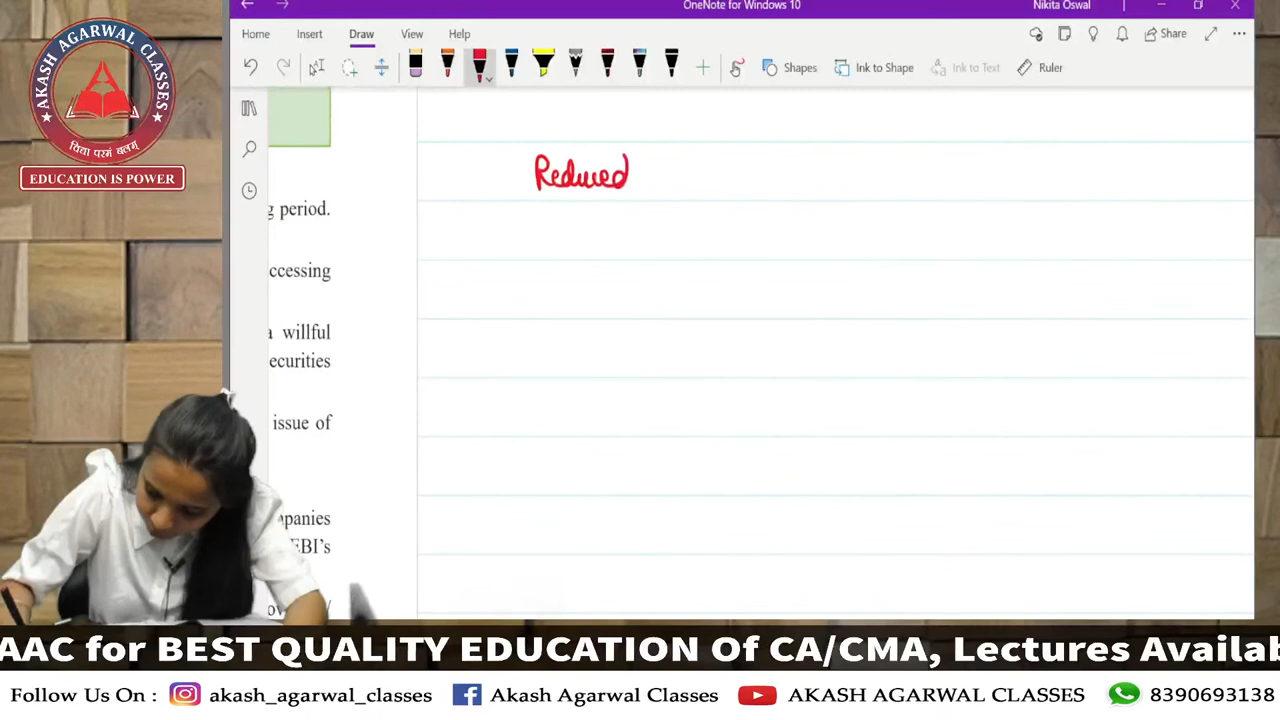 OneNote for Windows 10
Nikita Oswal
Home Insert Draw View Help
Share
Shapes
Ink to Shape
Ink to Text
Ruler
AKASH AGARWAL CLASSES
विद्या परमं बलम्
EDUCATION IS POWER
Reduced
g period.
ccessing
a willful
ecurities
issue of
npanies
EBI's
AAC for BEST QUALITY EDUCATION Of CA/CMA, Lectures Availab
Follow Us On : akash_agarwal_classes Akash Agarwal Classes AKASH AGARWAL CLASSES 8390693138